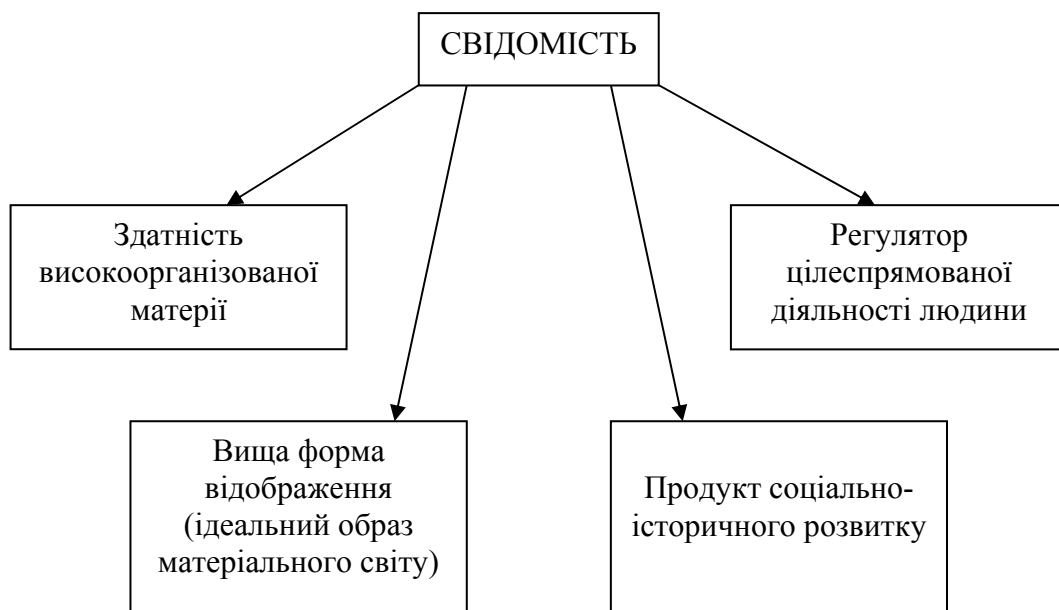 СВІДОМІСТЬ
Здатність
високоорганізованої
матерії
Регулятор
цілеспрямованої
діяльності людини
Вища форма
відображення
(ідеальний образ
матеріального світу)
Продукт соціально-
історичного розвитку